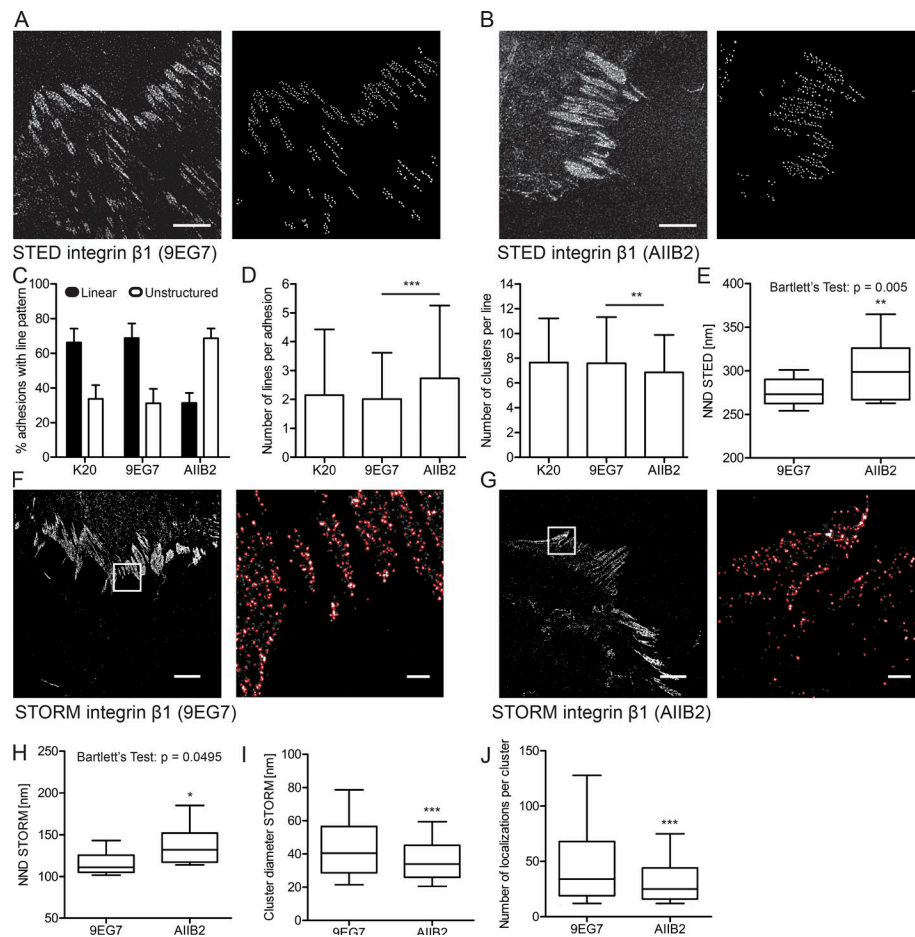 A
B
STED integrin β1 (9EG7)
STED integrin β1 (AIIB2)
C
% adhesions with line pattern
100
80
60
40
20
0
Linear
Unstructured
K20
9EG7
AIIB2
D
Number of lines per adhesion
6
5
4
3
2
1
0
***
K20
9EG7
AIIB2
Number of clusters per line
14
12
10
8
6
4
2
0
**
K20
9EG7
AIIB2
E
Bartlett's Test: p = 0.005
**
NND STED [nm]
400
350
300
250
200
9EG7
AIIB2
F
G
STORM integrin β1 (9EG7)
STORM integrin β1 (AIIB2)
H
Bartlett's Test: p = 0.0495
*
NND STORM [nm]
250
200
150
100
50
9EG7
AIIB2
I
Cluster diameter STORM [nm]
100
80
60
40
20
0
***
9EG7
AIIB2
J
Number of localizations per cluster
150
100
50
0
***
9EG7
AIIB2